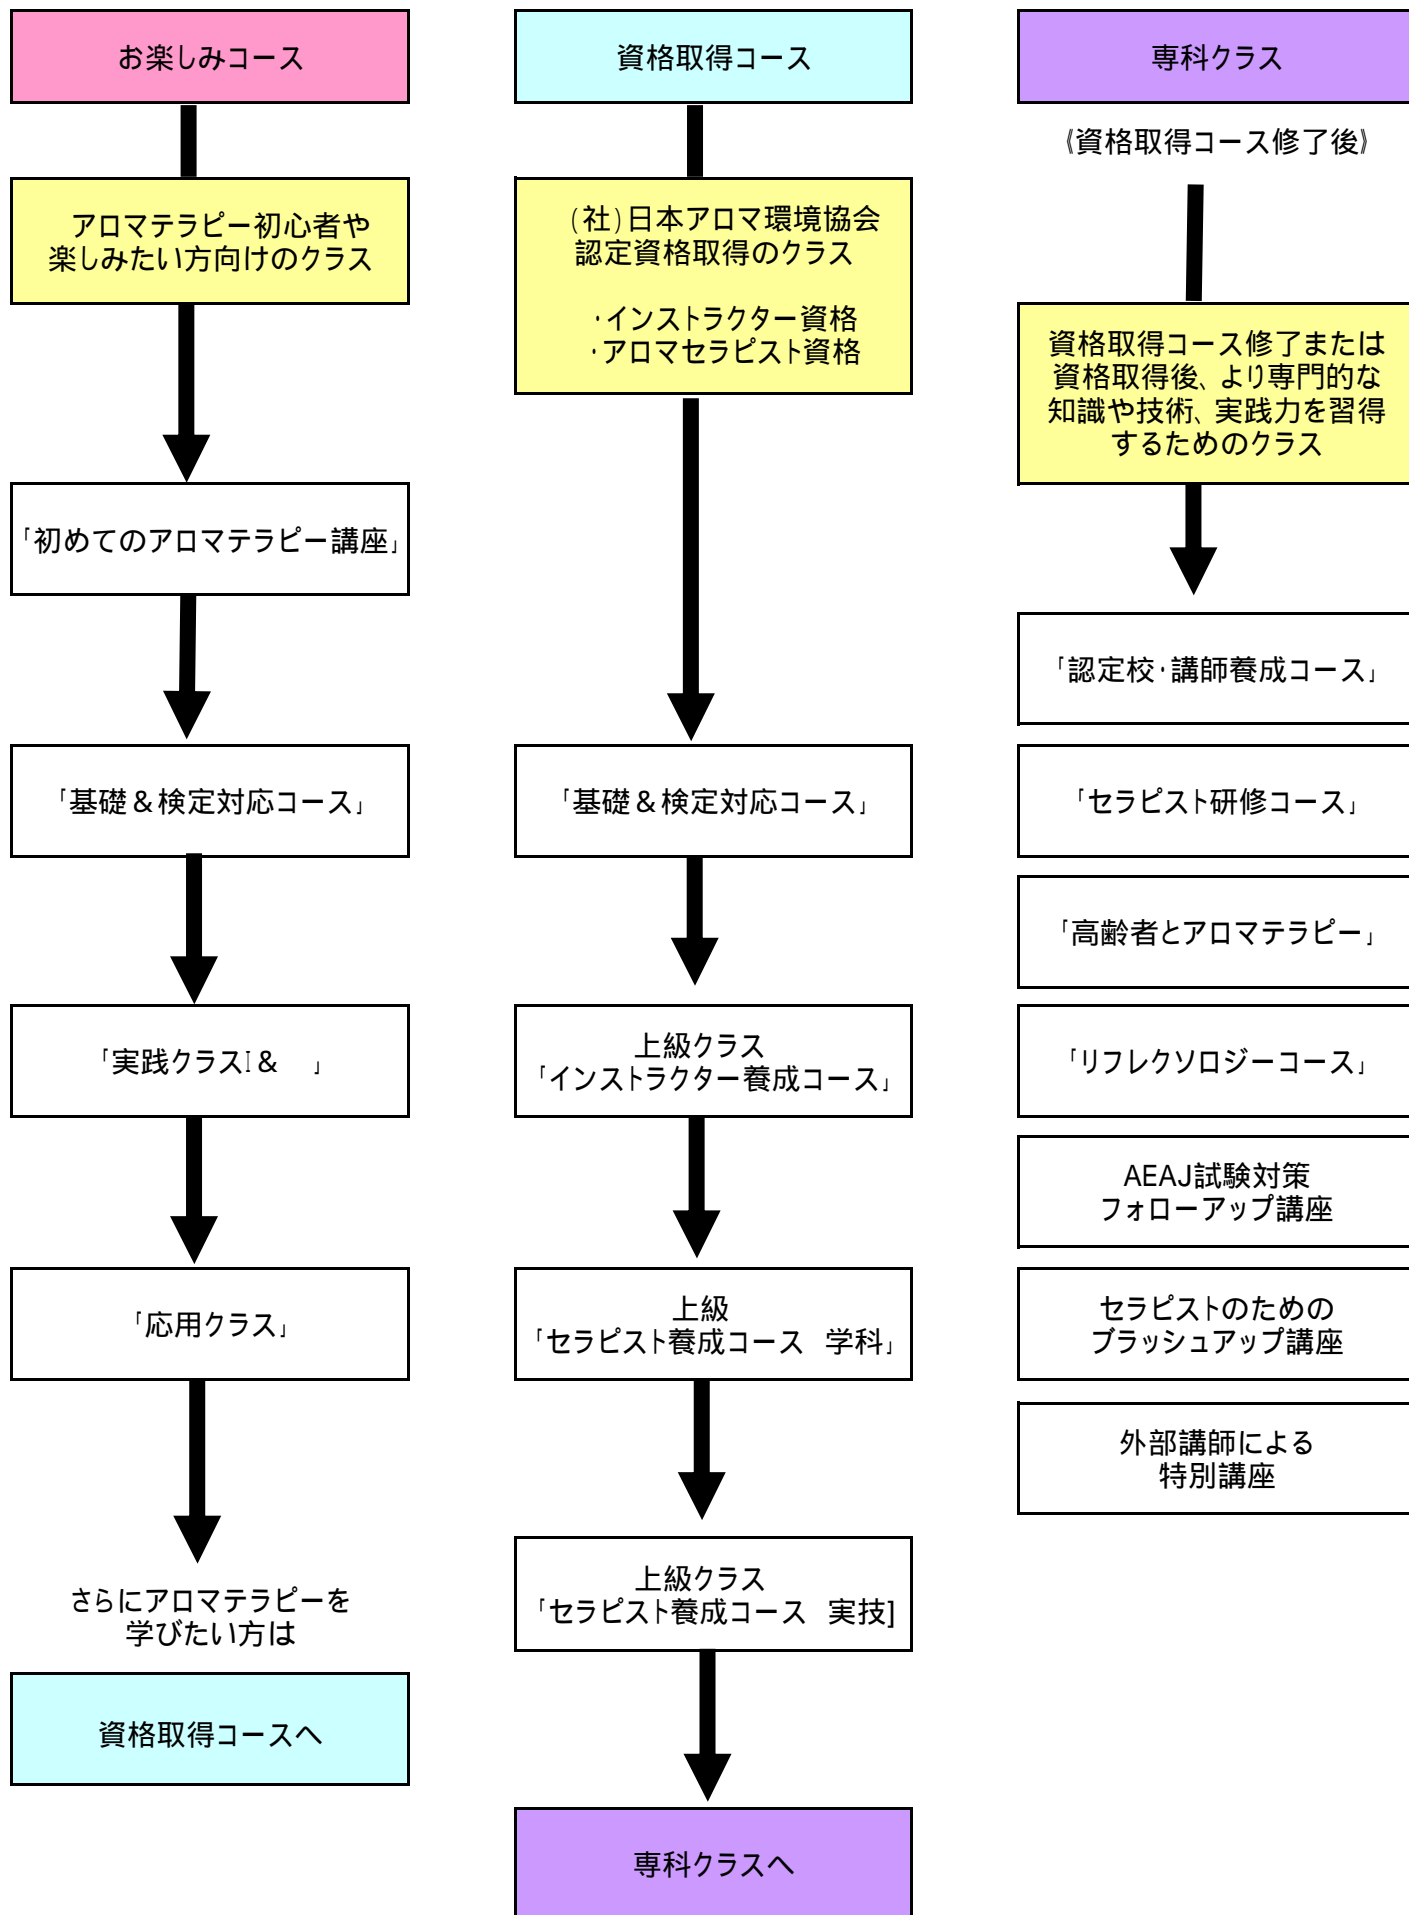 お楽しみコース
アロマテラピー初心者や
楽しみたい方向けのクラス
「初めてのアロマテラピー講座」
「基礎＆検定対応コース」
「実践クラスⅠ＆　」
「応用クラス」
さらにアロマテラピーを
学びたい方は
資格取得コースへ
資格取得コース
(社)日本アロマ環境協会
認定資格取得のクラス
・インストラクター資格
・アロマセラピスト資格
「基礎＆検定対応コース」
上級クラス
「インストラクター養成コース」
上級
「セラピスト養成コース　学科」
上級クラス
「セラピスト養成コース　実技]
専科クラスへ
専科クラス
《資格取得コース修了後》
資格取得コース修了または
資格取得後、より専門的な
知識や技術、実践力を習得
するためのクラス
「認定校・講師養成コース」
「セラピスト研修コース」
「高齢者とアロマテラピー」
「リフレクソロジーコース」
AEAJ試験対策
フォローアップ講座
セラピストのための
ブラッシュアップ講座
外部講師による
特別講座